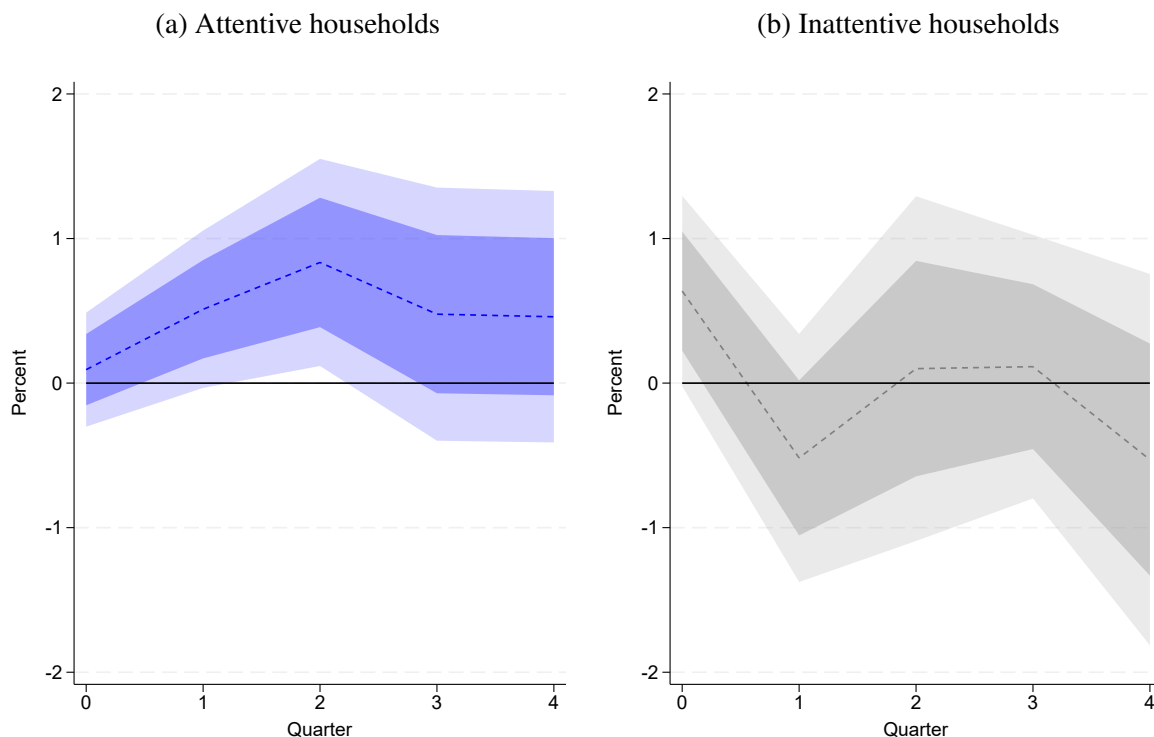 (a) Attentive households
2
1
0
-1
-2
Percent
0 1 2 3 4
Quarter
(b) Inattentive households
2
1
0
-1
-2
Percent
0 1 2 3 4
Quarter